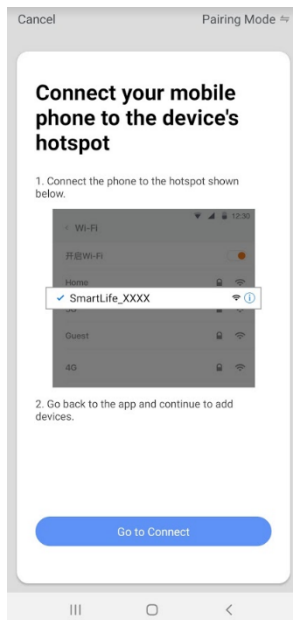 Cancel
Pairing Mode
Connect your mobile
phone to the device's
hotspot
1. Connect the phone to the hotspot shown
below.
12:30
Wi-Fi
开启Wi-Fi
Home
SmartLife_XXXX
5G
Guest
4G
2. Go back to the app and continue to add
devices.
Go to Connect